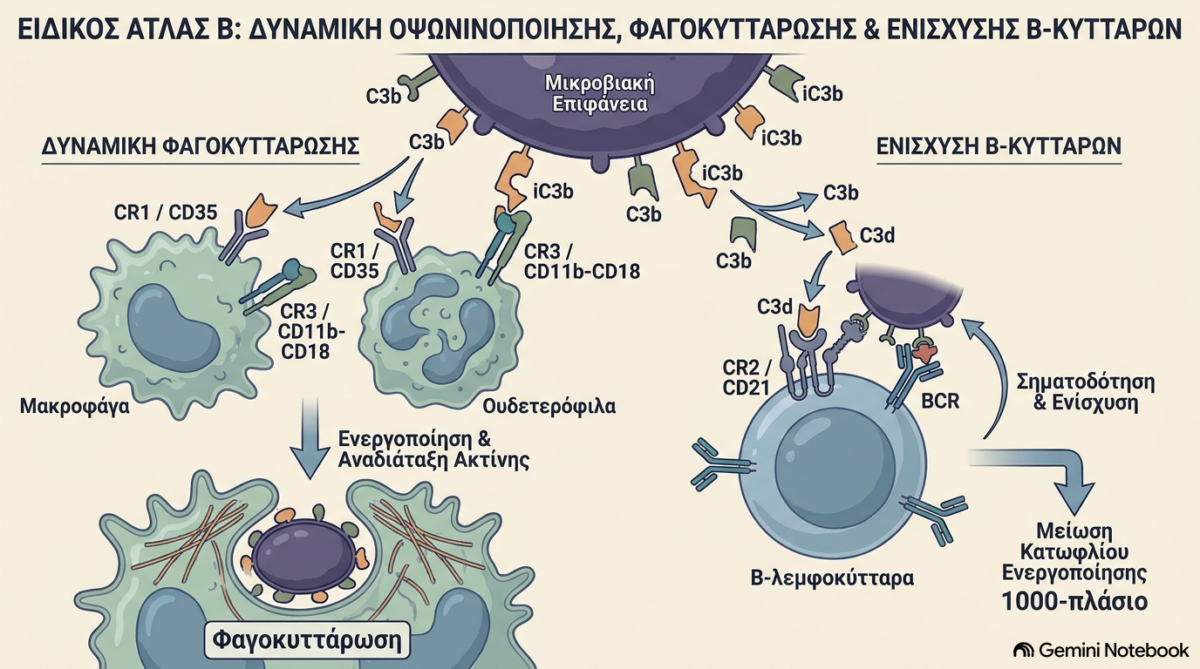 ΕΙΔΙΚΟΣ ΑΤΛΑΣ Β: ΔΥΝΑΜΙΚΗ ΟΨΩΝΙΝΟΠΟΙΗΣΗΣ, ΦΑΓΟΚΥΤΤΑΡΩΣΗΣ & ΕΝΙΣΧΥΣΗΣ Β-ΚΥΤΤΑΡΩΝ
Μικροβιακή
Επιφάνεια
C3b
iC3b
C3b
iC3b
ΔΥΝΑΜΙΚΗ ΦΑΓΟΚΥΤΤΑΡΩΣΗΣ
ΕΝΙΣΧΥΣΗ Β-ΚΥΤΤΑΡΩΝ
iC3b
iC3b
C3b
C3b
CR1 / CD35
C3b
C3d
CR1 /
CD35
CR3 /
CD11b-CD18
CR3 /
CD11b-
CD18
C3d
CR2 /
CD21
BCR
Σηματοδότηση
& Ενίσχυση
Μακροφάγα
Ουδετερόφιλα
Ενεργοποίηση &
Αναδιάταξη Ακτίνης
Μείωση
Κατωφλίου
Ενεργοποίησης
1000-πλάσιο
Β-λεμφοκύτταρα
Φαγοκυττάρωση
Gemini Notebook